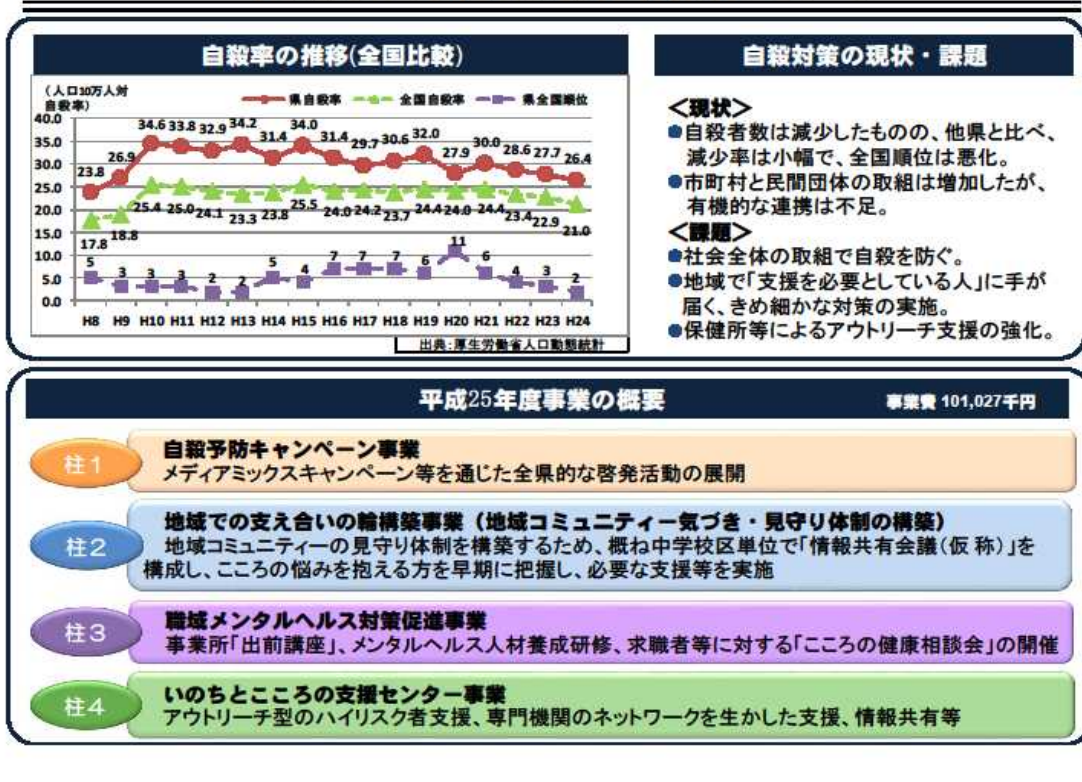 自殺率の推移(全国比較)
(人口10万人対
自殺率)
県自殺率 全国自殺率 県全国順位
40.0
35.0
30.0
25.0
20.0
15.0
10.0
5.0
0.0
23.8 26.9 34.6 33.8 32.9 34.2 31.4 34.0 31.4 29.7 30.6 32.0 27.9 30.0 28.6 27.7 26.4
17.8 18.8 25.4 25.0 24.1 23.3 23.8 25.5 24.0 24.2 23.7 24.4 24.0 24.4 23.4 22.9 21.0
5 3 3 3 2 2 5 4 7 7 7 6 11 6 4 3 2
H8 H9 H10 H11 H12 H13 H14 H15 H16 H17 H18 H19 H20 H21 H22 H23 H24
出典:厚生労働省人口動態統計
自殺対策の現状・課題
<現状>
●自殺者数は減少したものの、他県と比べ、
減少率は小幅で、全国順位は悪化。
●市町村と民間団体の取組は増加したが、
有機的な連携は不足。
<課題>
●社会全体の取組で自殺を防ぐ。
●地域で「支援を必要としている人」に手が
届く、きめ細かな対策の実施。
●保健所等によるアウトリーチ支援の強化。
平成25年度事業の概要 事業費 101,027千円
柱1
自殺予防キャンペーン事業
メディアミックスキャンペーン等を通じた全県的な啓発活動の展開
柱2
地域での支え合いの輪構築事業(地域コミュニティー気づき・見守り体制の構築)
地域コミュニティーの見守り体制を構築するため、概ね中学校区単位で「情報共有会議(仮 称)」を
構成し、こころの悩みを抱える方を早期に把握し、必要な支援等を実施
柱3
職域メンタルヘルス対策促進事業
事業所「出前講座」、メンタルヘルス人材養成研修、求職者等に対する「こころの健康相談会」の開催
柱4
いのちとこころの支援センター事業
アウトリーチ型のハイリスク者支援、専門機関のネットワークを生かした支援、情報共有等